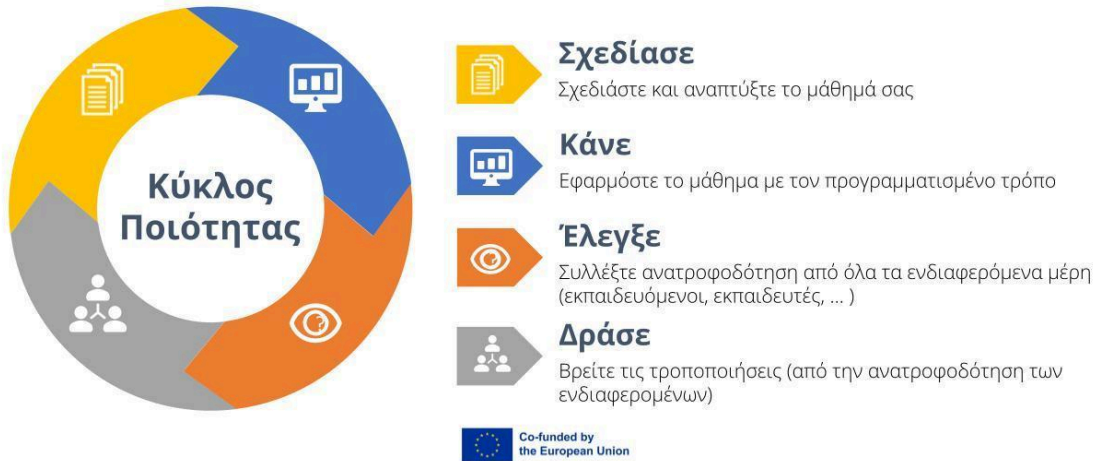 Κύκλος
Ποιότητας
Σχεδίασε
Σχεδιάστε και αναπτύξτε το μάθημά σας
Κάνε
Εφαρμόστε το μάθημα με τον προγραμματισμένο τρόπο
Έλεγξε
Συλλέξτε ανατροφοδότηση από όλα τα ενδιαφερόμενα μέρη
(εκπαιδευόμενοι, εκπαιδευτές, ... )
Δράσε
Βρείτε τις τροποποιήσεις (από την ανατροφοδότηση των
ενδιαφερομένων)
Co-funded by
the European Union